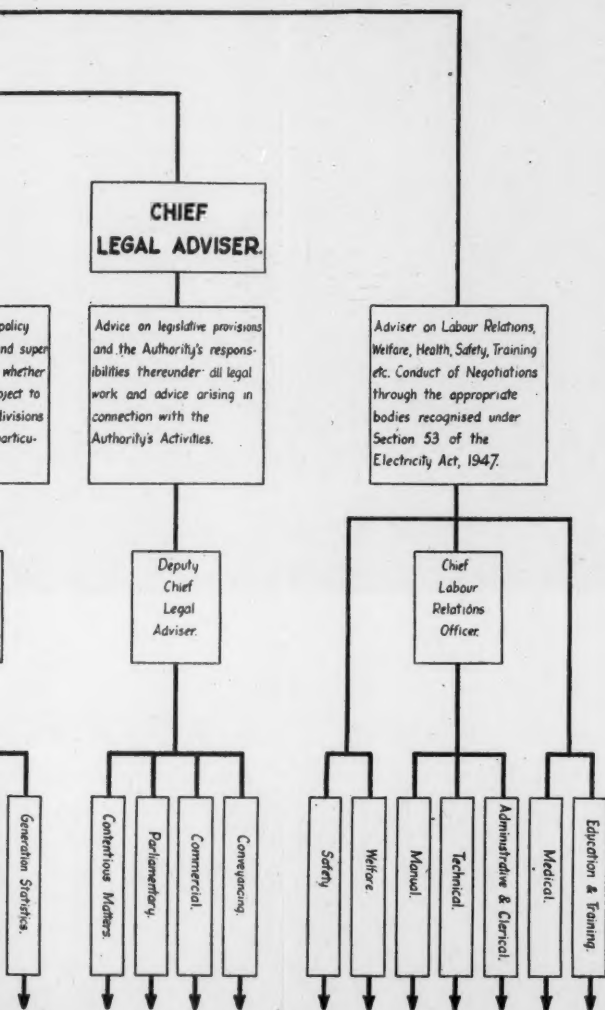 CHIEF
LEGAL ADVISER.
policy
and super
whether
ject to
divisions
particu-
Advice on legislative provisions
and the Authority's respons-
ibilities thereunder all legal
work and advice arising in
connection with the
Authority's Activities.
Adviser on Labour Relations,
Welfare, Health, Safety, Training
etc. Conduct of Negotiations
through the appropriate
bodies recognised under
Section 53 of the
Electricity Act, 1947.
Deputy
Chief
Legal
Adviser.
Chief
Labour
Relations
Officer.
Generation Statistics.
Contentious Matters.
Parliamentary.
Commercial.
Conveyancing.
Safety
Welfare.
Manual.
Technical.
Administrative & Clerical.
Medical.
Education & Training.